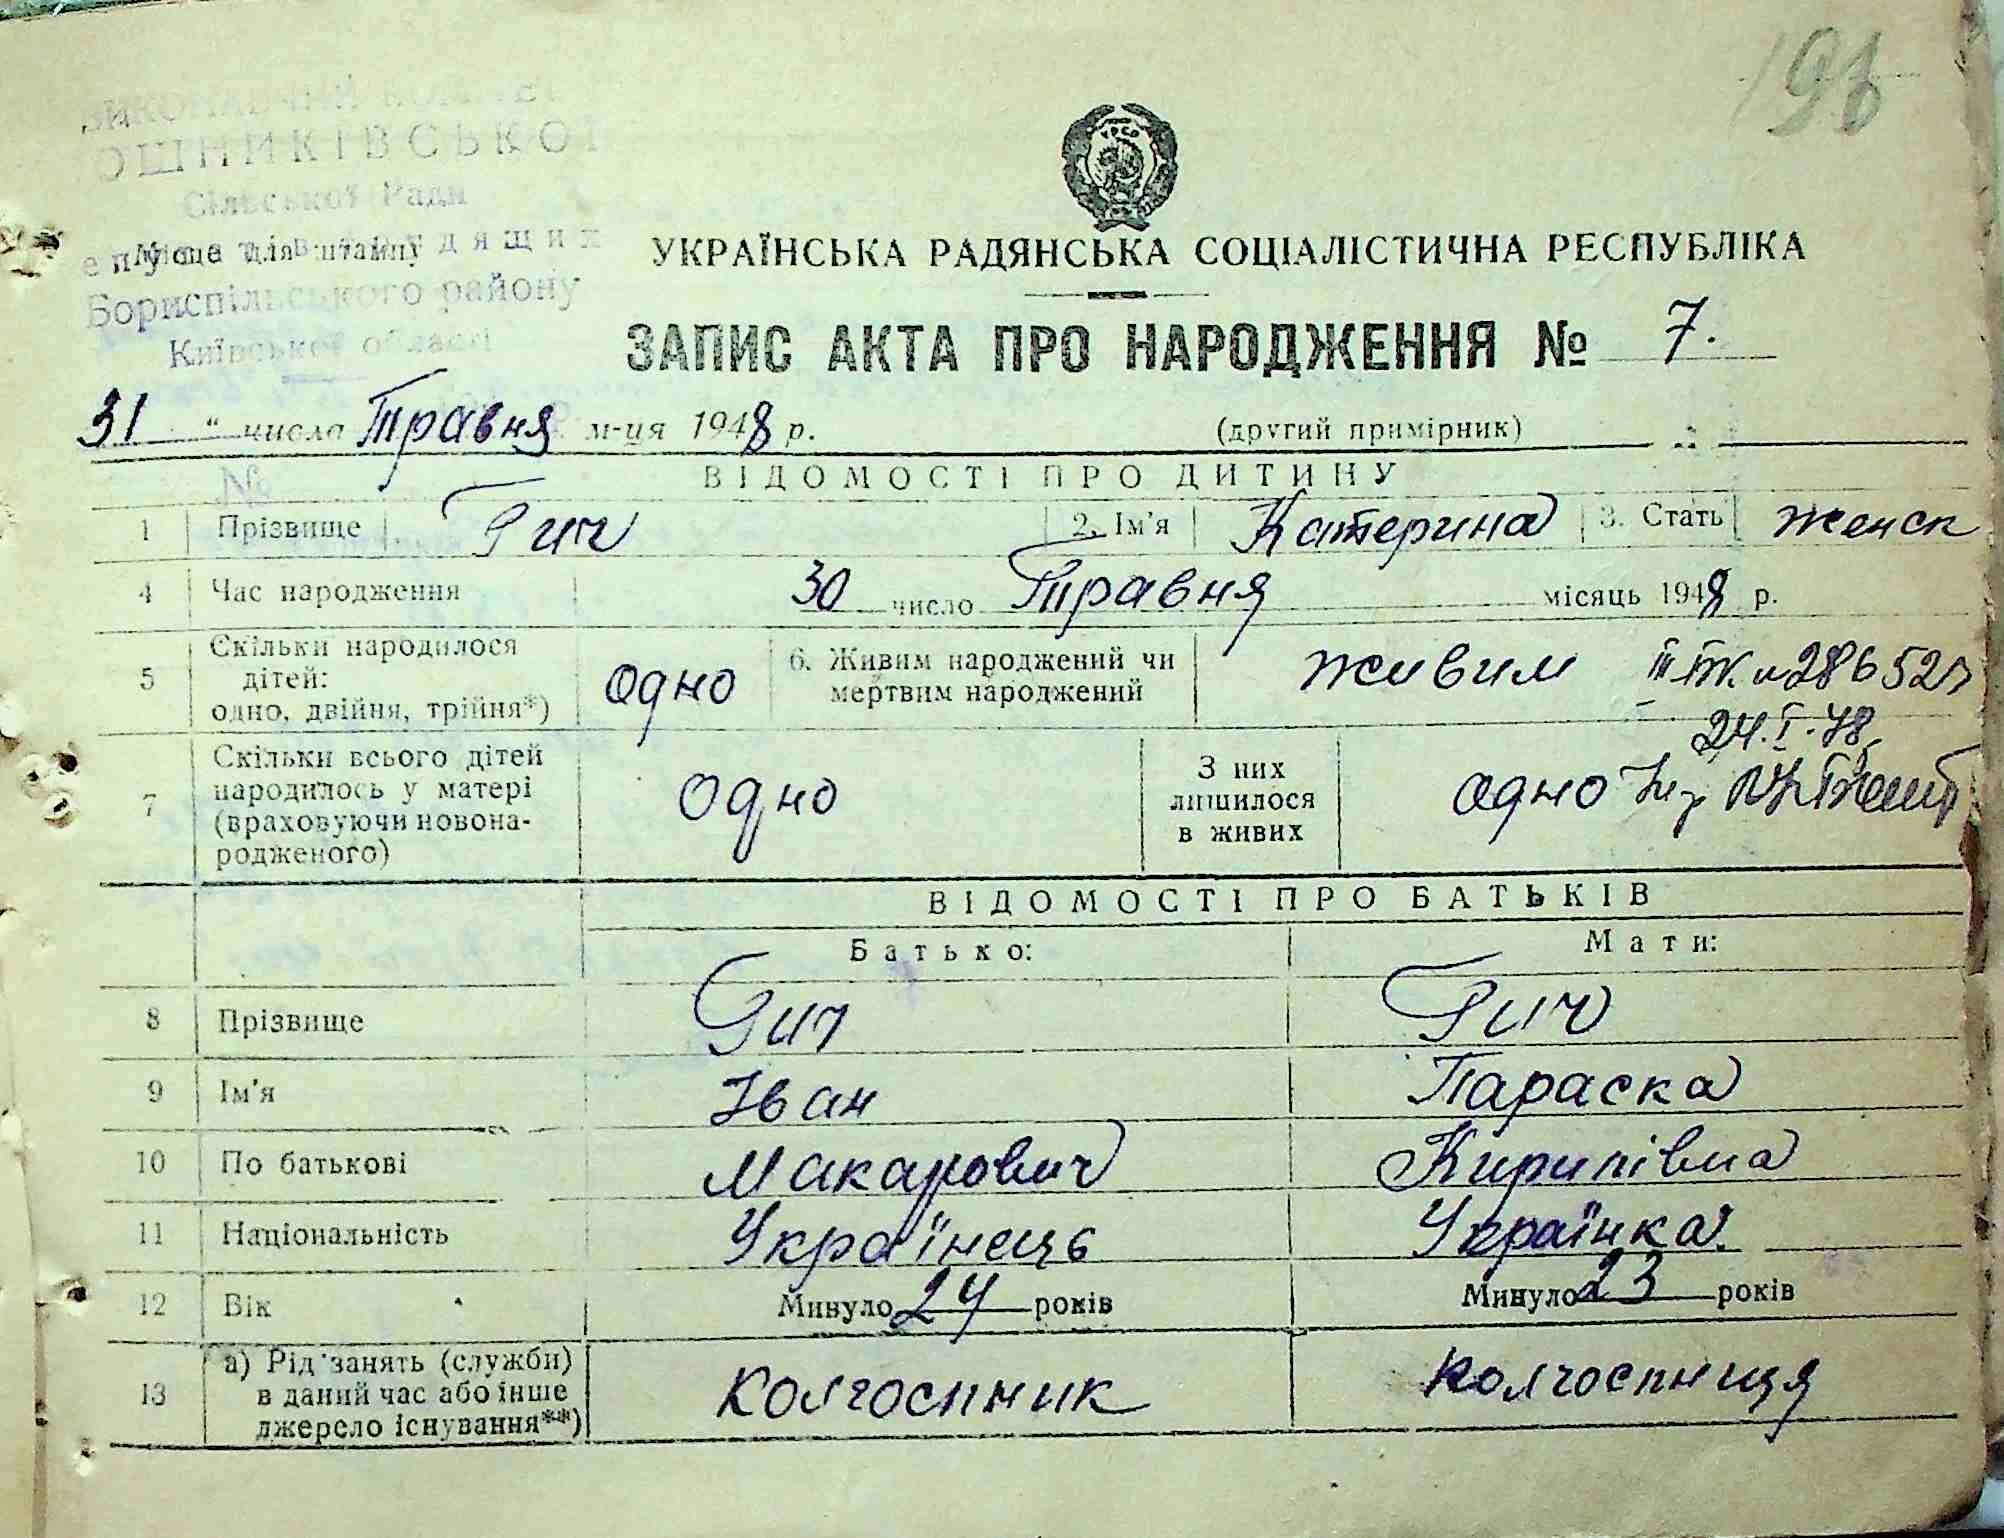 198
ВИКОНАВЧИЙ КОМІТЕТ
ОШНИКІВСЬКОЇ
Сільської Ради
Місце для штампу
Бориспільського району
Київської області
УРСР
УКРАЇНСЬКА РАДЯНСЬКА СОЦІАЛІСТИЧНА РЕСПУБЛІКА
ЗАПИС АКТА ПРО НАРОДЖЕННЯ № 7.
31 " числа Травня м-ця 1948 р. (другий примірник)
№
ВІДОМОСТІ ПРО ДИТИНУ
1 Прізвище Гич 2. Ім'я Катерина 3. Стать женск
4 Час народження 30 число Травня місяць 1948 р.
5 Скільки народилося дітей: одно, двійня, трійня*) одно 6. Живим народжений чи мертвим народжений живим
24.I.78
7 Скільки всього дітей народилось у матері (враховуючи новонародженого) одно З них лишилося в живих одно
ВІДОМОСТІ ПРО БАТЬКІВ
Батько: Мати:
8 Прізвище Гич Гич
9 Ім'я Іван Параска
10 По батькові Макарович Кирилівна
11 Національність Українець Українка
12 Вік Минуло 24 років Минуло 23 років
13 а) Рід занять (служби) в даний час або інше джерело існування**) колгоспник колгоспниця